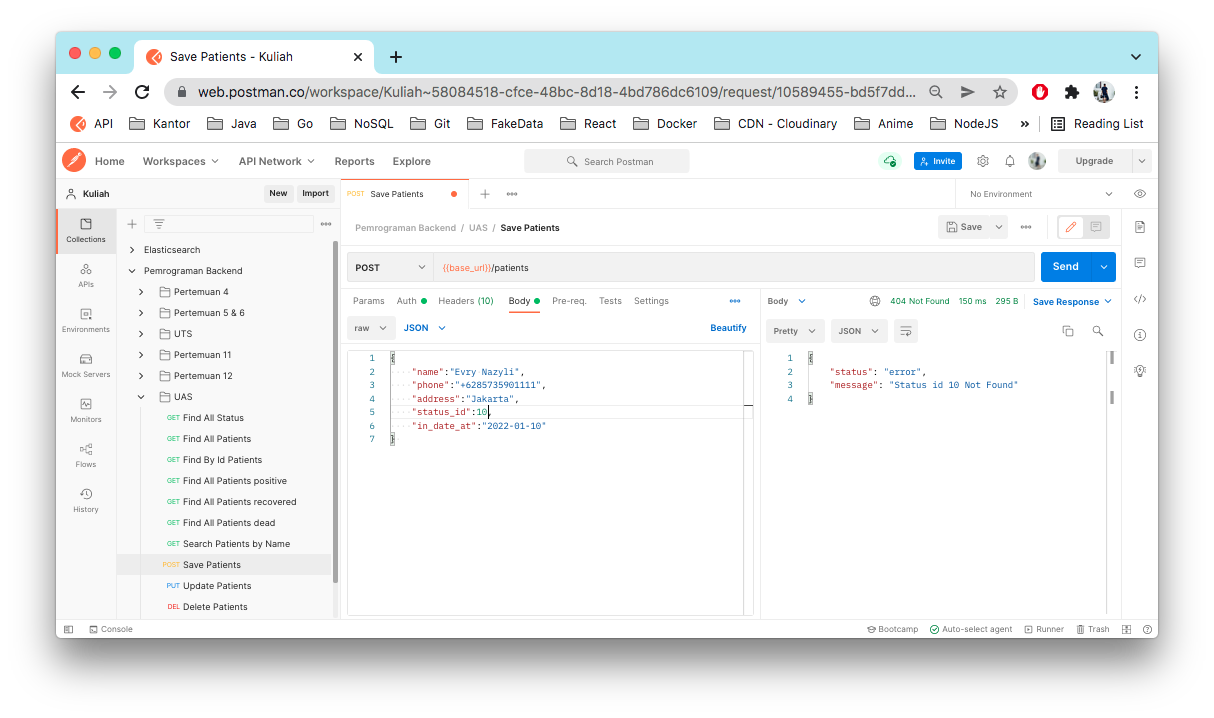 Save Patients - Kuliah
web.postman.co/workspace/Kuliah~58084518-cfce-48bc-8d18-4bd786dc6109/request/10589455-bd5f7dd...
API Kantor Java Go NoSQL Git FakeData React Docker CDN - Cloudinary Anime NodeJS » Reading List
Home Workspaces API Network Reports Explore Search Postman Invite Upgrade
Kuliah New Import POST Save Patients No Environment
Collections
APIs
Environments
Mock Servers
Monitors
Flows
History
Elasticsearch
Pemrograman Backend
Pertemuan 4
Pertemuan 5 & 6
UTS
Pertemuan 11
Pertemuan 12
UAS
GET Find All Status
GET Find All Patients
GET Find By Id Patients
GET Find All Patients positive
GET Find All Patients recovered
GET Find All Patients dead
GET Search Patients by Name
POST Save Patients
PUT Update Patients
DEL Delete Patients
Pemrograman Backend / UAS / Save Patients Save
POST {{base_url}}/patients Send
Params Auth Headers (10) Body Pre-req. Tests Settings
raw JSON Beautify
1 {
2 "name":"Evry Nazyli",
3 "phone":"+6285735901111",
4 "address":"Jakarta",
5 "status_id":10,
6 "in_date_at":"2022-01-10"
7 }
Body 404 Not Found 150 ms 295 B Save Response
Pretty JSON
1 {
2 "status": "error",
3 "message": "Status id 10 Not Found"
4 }
Console Bootcamp Auto-select agent Runner Trash